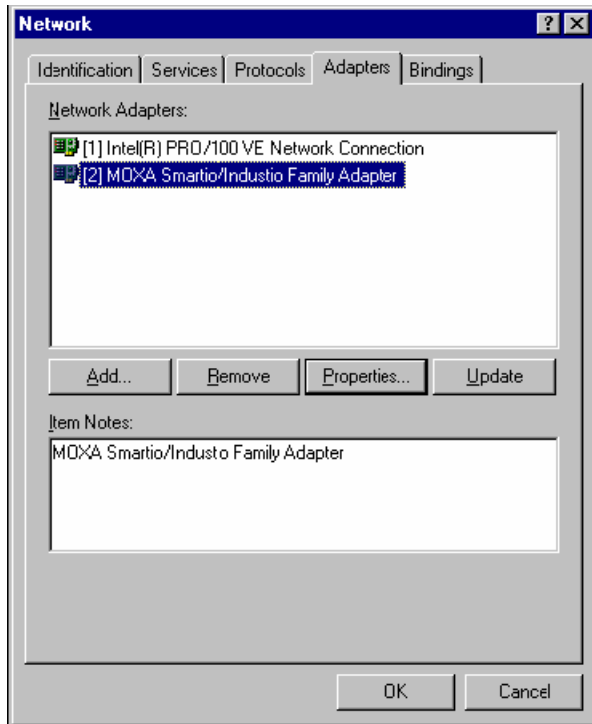 Network
Identification
Services
Protocols
Adapters
Bindings
Network Adapters:
[1] Intel(R) PRO/100 VE Network Connection
[2] MOXA Smartio/Industio Family Adapter
Add...
Remove
Properties...
Update
Item Notes:
MOXA Smartio/Industo Family Adapter
OK
Cancel